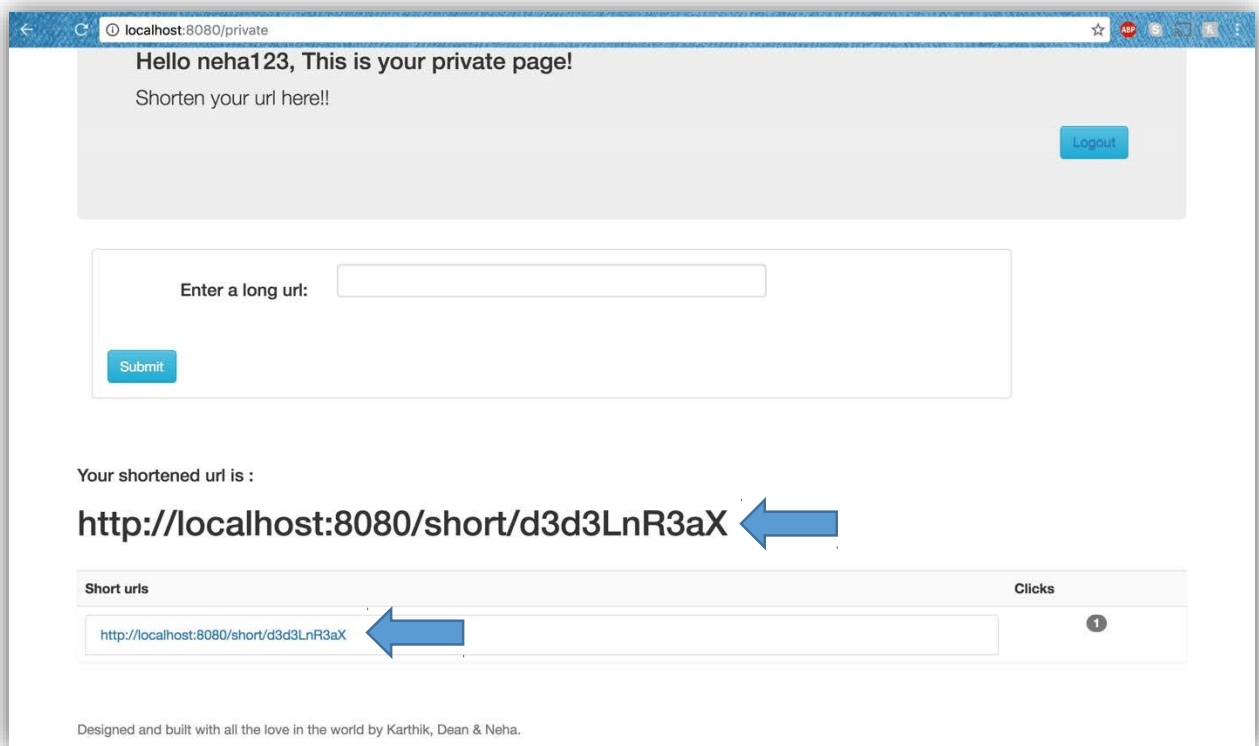 localhost:8080/private
ABP
S
Hello neha123, This is your private page!
Shorten your url here!!
Logout
Enter a long url:
Submit
Your shortened url is :
http://localhost:8080/short/d3d3LnR3aX
Short urls Clicks
http://localhost:8080/short/d3d3LnR3aX 1
Designed and built with all the love in the world by Karthik, Dean & Neha.